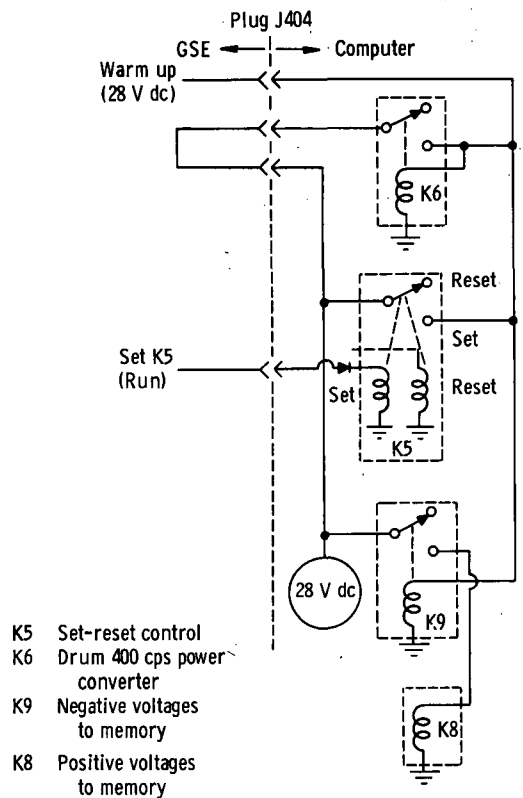 Plug J404
GSE
Computer
Warm up
(28 V dc)
K6
Reset
Set
Set K5
(Run)
Set
Reset
K5
28 V dc
K9
K8
K5 Set-reset control
K6 Drum 400 cps power
converter
K9 Negative voltages
to memory
K8 Positive voltages
to memory